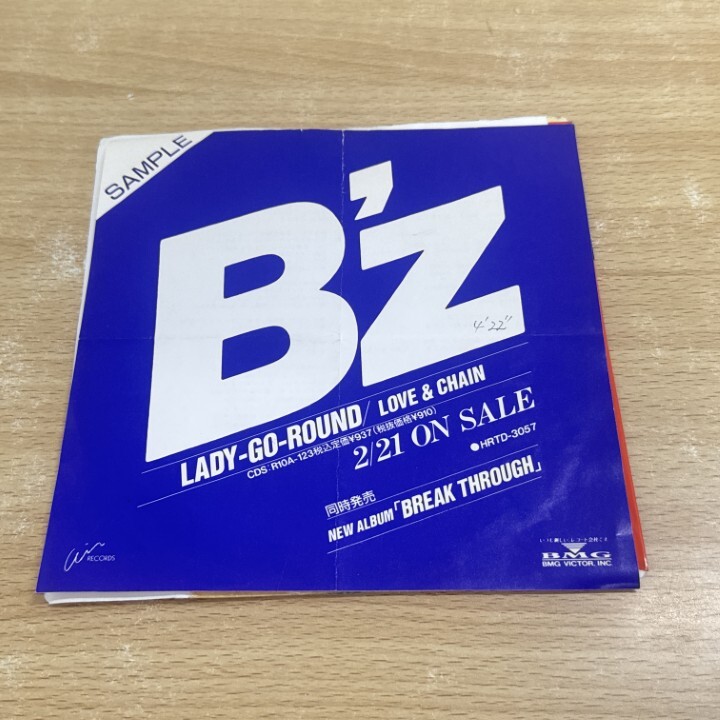 SAMPLE
B'z
4'22"
LADY-GO-ROUND/LOVE & CHAIN
CDS:R10A-123税込定価¥937(税抜価格¥910)
2/21 ON SALE
●HRTD-3057
同時発売
NEW ALBUM「BREAK THROUGH」
RECORDS
BMG
BMG VICTOR, INC.